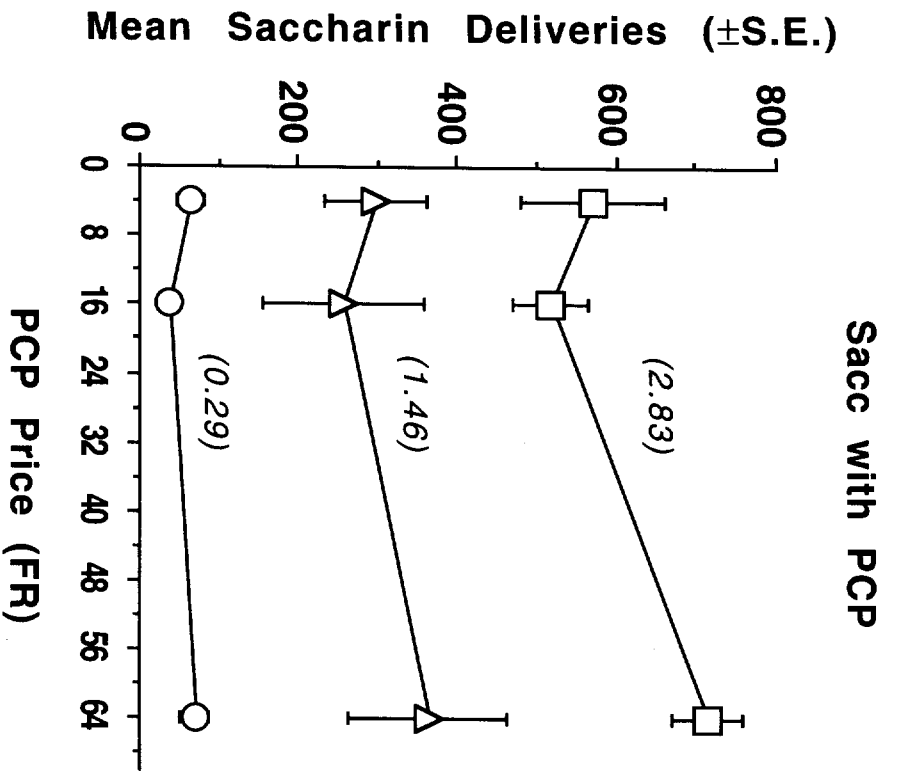 Sacc with PCP
Mean Saccharin Deliveries (±S.E.)
800
600
400
200
0
(2.83)
(1.46)
(0.29)
0 8 16 24 32 40 48 56 64
PCP Price (FR)